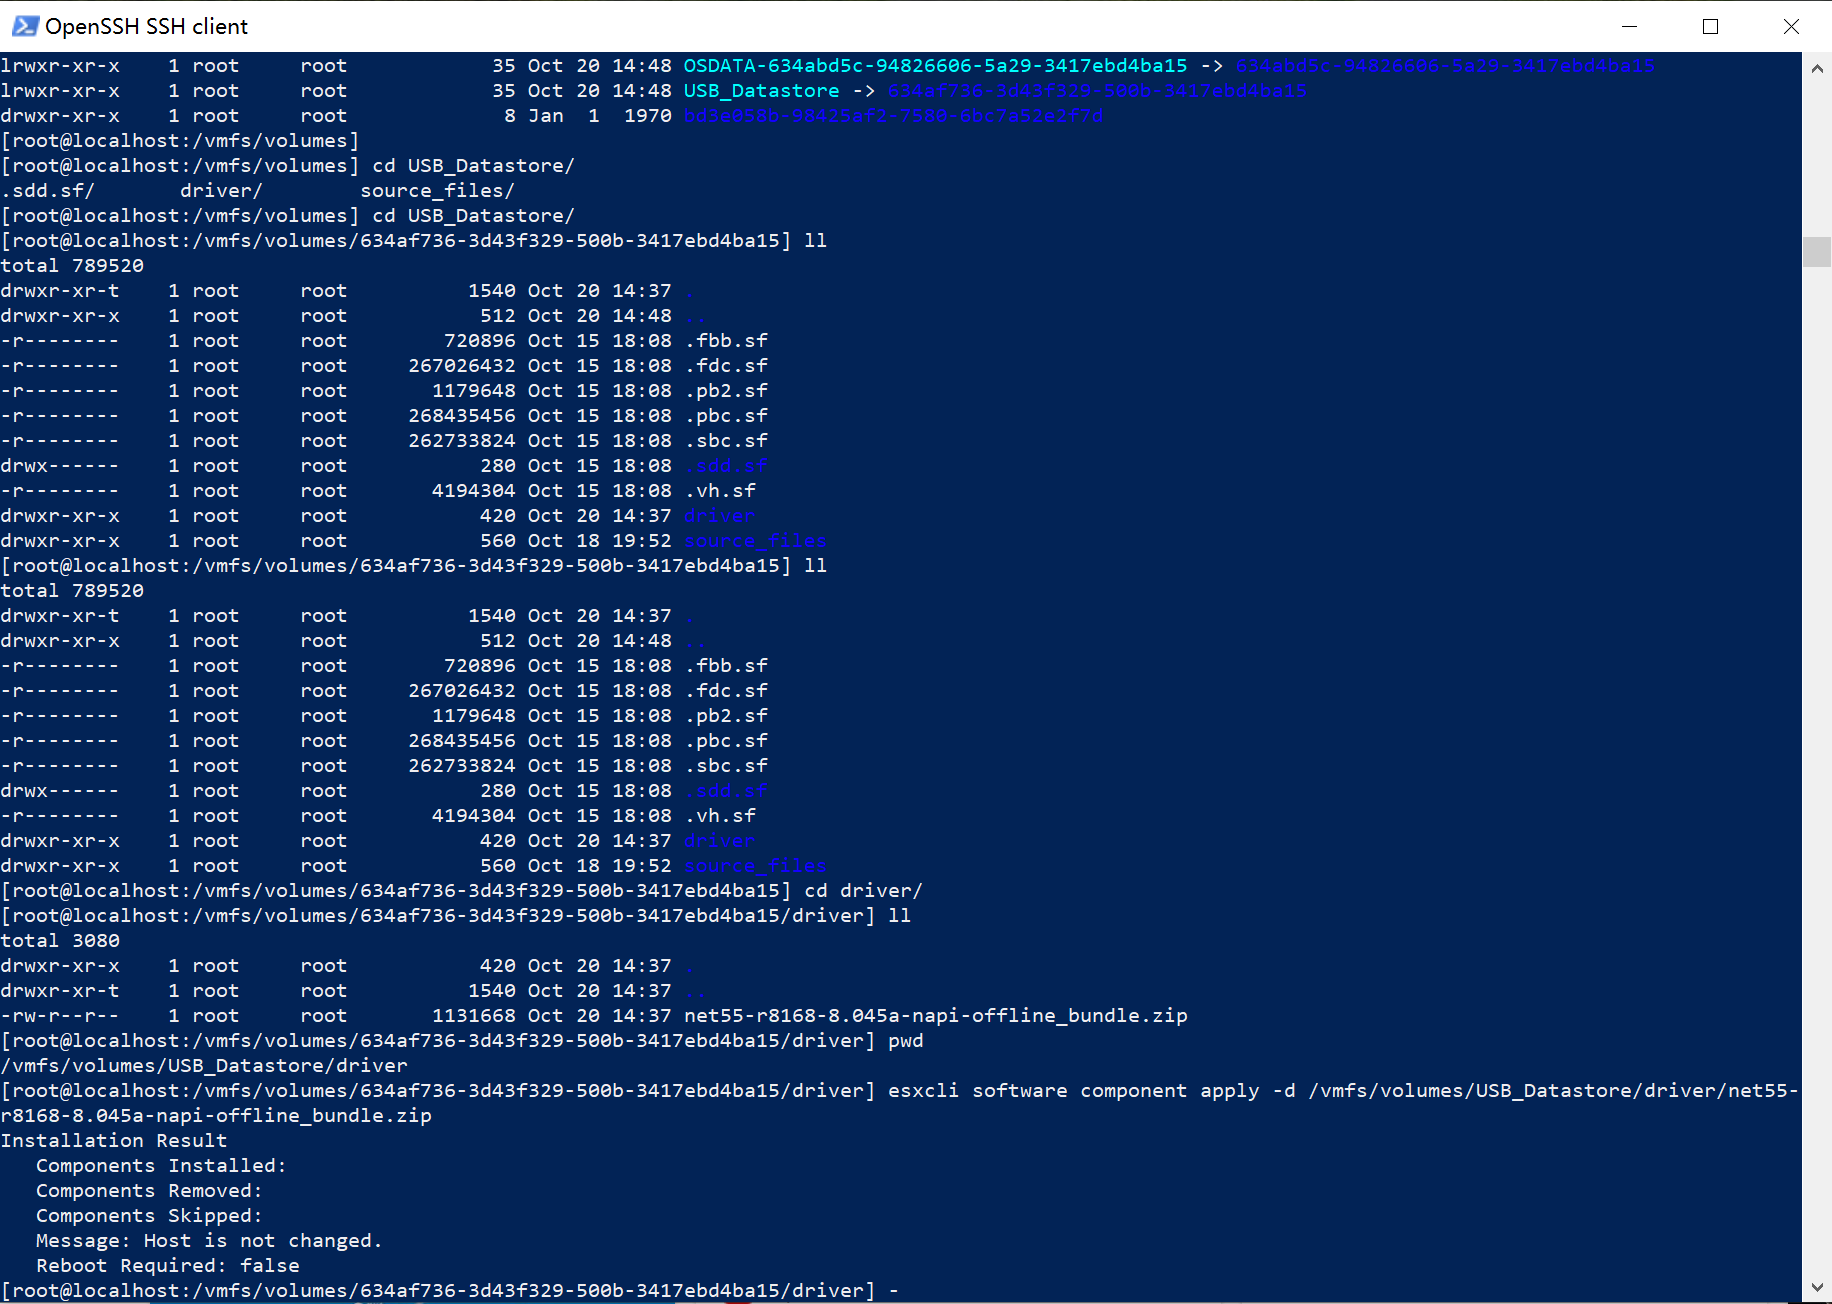 OpenSSH SSH client
lrwxr-xr-x    1 root     root            35 Oct 20 14:48 OSDATA-634abd5c-94826606-5a29-3417ebd4ba15 -> 634abd5c-94826606-5a29-3417ebd4ba15
lrwxr-xr-x    1 root     root            35 Oct 20 14:48 USB_Datastore -> 634af736-3d43f329-500b-3417ebd4ba15
drwxr-xr-x    1 root     root             8 Jan  1  1970 bd3e058b-98425af2-7580-6bc7a52e2f7d
[root@localhost:/vmfs/volumes]
[root@localhost:/vmfs/volumes] cd USB_Datastore/
.sdd.sf/       driver/        source_files/
[root@localhost:/vmfs/volumes] cd USB_Datastore/
[root@localhost:/vmfs/volumes/634af736-3d43f329-500b-3417ebd4ba15] ll
total 789520
drwxr-xr-t    1 root     root          1540 Oct 20 14:37 .
drwxr-xr-x    1 root     root           512 Oct 20 14:48 ..
-r--------    1 root     root        720896 Oct 15 18:08 .fbb.sf
-r--------    1 root     root     267026432 Oct 15 18:08 .fdc.sf
-r--------    1 root     root       1179648 Oct 15 18:08 .pb2.sf
-r--------    1 root     root     268435456 Oct 15 18:08 .pbc.sf
-r--------    1 root     root     262733824 Oct 15 18:08 .sbc.sf
drwx------    1 root     root           280 Oct 15 18:08 .sdd.sf
-r--------    1 root     root       4194304 Oct 15 18:08 .vh.sf
drwxr-xr-x    1 root     root           420 Oct 20 14:37 driver
drwxr-xr-x    1 root     root           560 Oct 18 19:52 source_files
[root@localhost:/vmfs/volumes/634af736-3d43f329-500b-3417ebd4ba15] ll
total 789520
drwxr-xr-t    1 root     root          1540 Oct 20 14:37 .
drwxr-xr-x    1 root     root           512 Oct 20 14:48 ..
-r--------    1 root     root        720896 Oct 15 18:08 .fbb.sf
-r--------    1 root     root     267026432 Oct 15 18:08 .fdc.sf
-r--------    1 root     root       1179648 Oct 15 18:08 .pb2.sf
-r--------    1 root     root     268435456 Oct 15 18:08 .pbc.sf
-r--------    1 root     root     262733824 Oct 15 18:08 .sbc.sf
drwx------    1 root     root           280 Oct 15 18:08 .sdd.sf
-r--------    1 root     root       4194304 Oct 15 18:08 .vh.sf
drwxr-xr-x    1 root     root           420 Oct 20 14:37 driver
drwxr-xr-x    1 root     root           560 Oct 18 19:52 source_files
[root@localhost:/vmfs/volumes/634af736-3d43f329-500b-3417ebd4ba15] cd driver/
[root@localhost:/vmfs/volumes/634af736-3d43f329-500b-3417ebd4ba15/driver] ll
total 3080
drwxr-xr-x    1 root     root           420 Oct 20 14:37 .
drwxr-xr-t    1 root     root          1540 Oct 20 14:37 ..
-rw-r--r--    1 root     root       1131668 Oct 20 14:37 net55-r8168-8.045a-napi-offline_bundle.zip
[root@localhost:/vmfs/volumes/634af736-3d43f329-500b-3417ebd4ba15/driver] pwd
/vmfs/volumes/USB_Datastore/driver
[root@localhost:/vmfs/volumes/634af736-3d43f329-500b-3417ebd4ba15/driver] esxcli software component apply -d /vmfs/volumes/USB_Datastore/driver/net55-
r8168-8.045a-napi-offline_bundle.zip
Installation Result
   Components Installed:
   Components Removed:
   Components Skipped:
   Message: Host is not changed.
   Reboot Required: false
[root@localhost:/vmfs/volumes/634af736-3d43f329-500b-3417ebd4ba15/driver] -